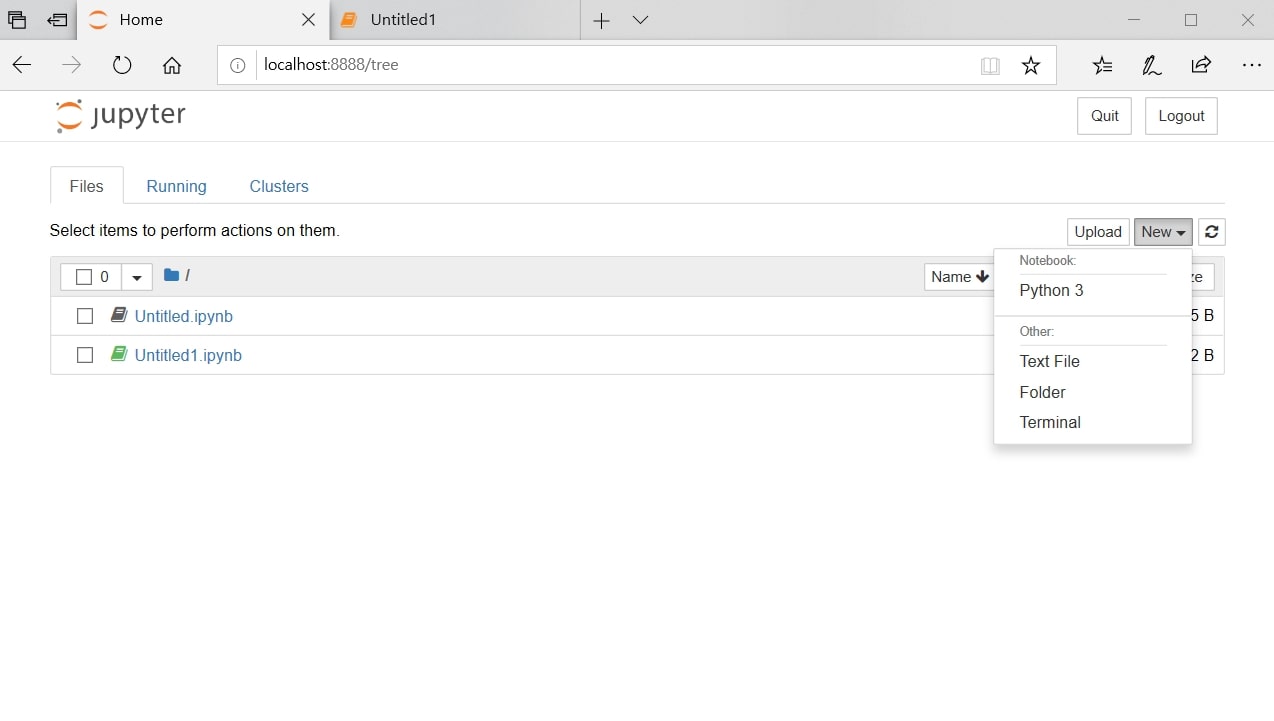 Home Untitled1
localhost:8888/tree
jupyter Quit Logout
Files Running Clusters
Select items to perform actions on them. Upload New
0 / Name ze
Notebook:
Python 3
Untitled.ipynb 5 B
Other:
Untitled1.ipynb 2 B
Text File
Folder
Terminal